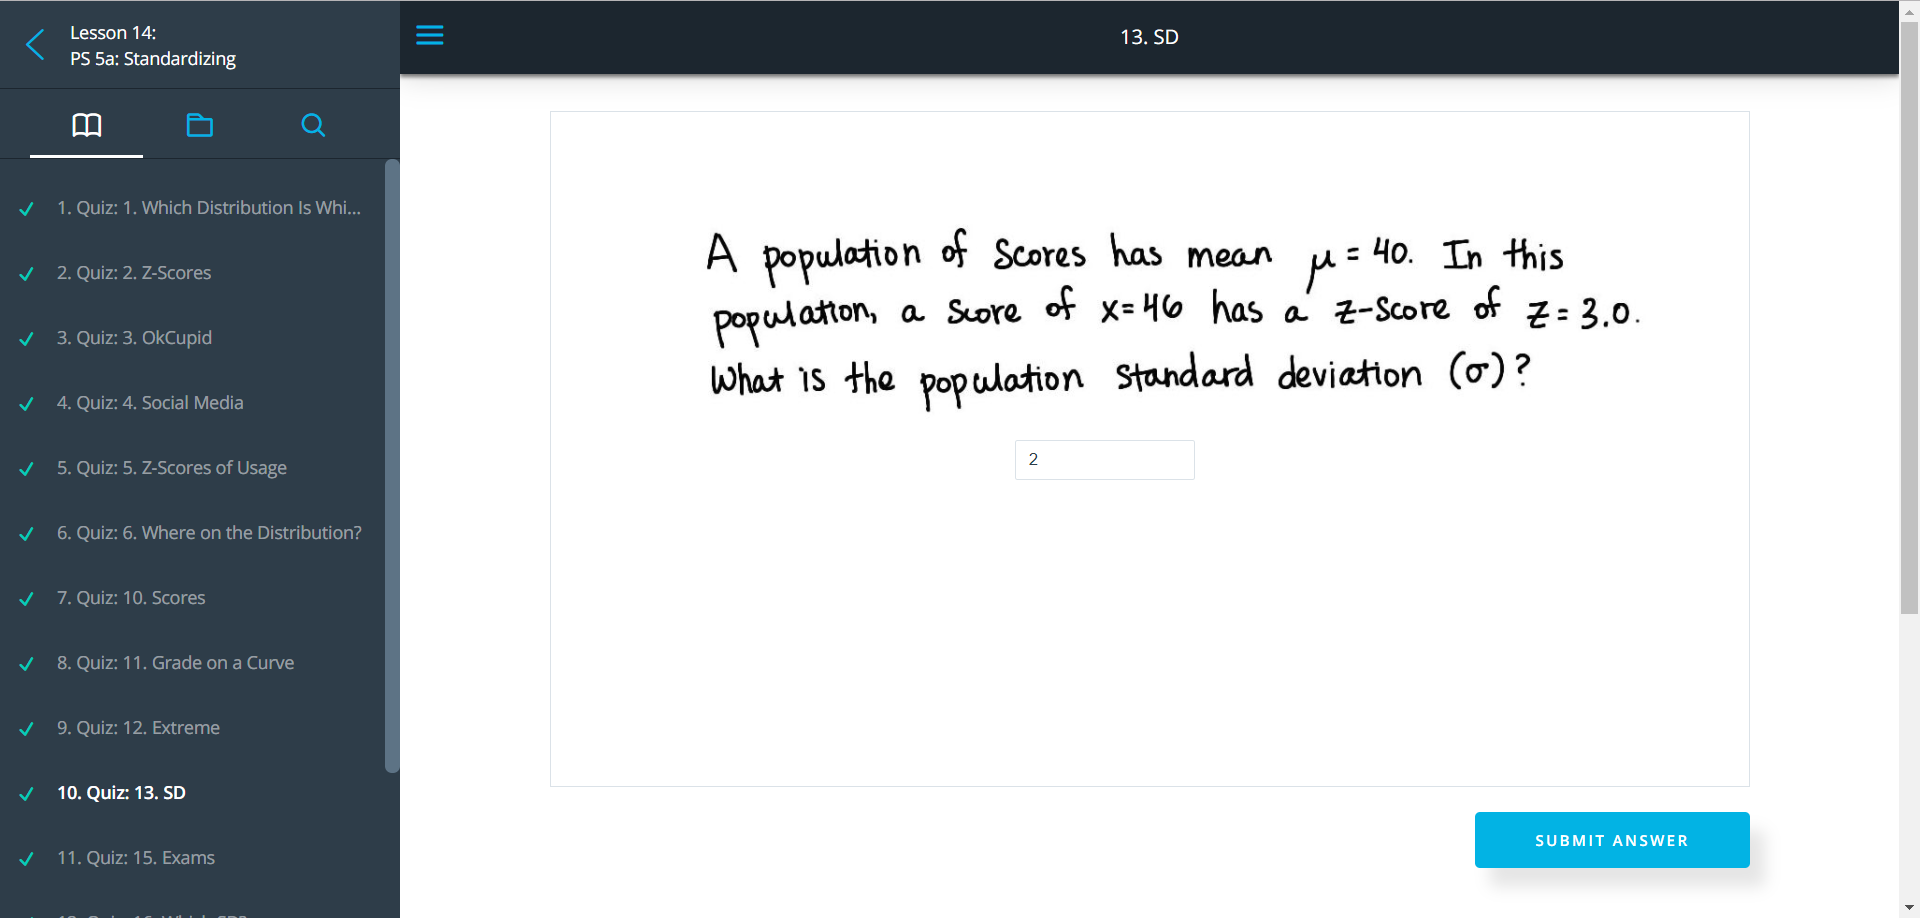 Lesson 14:
PS 5a: Standardizing
13. SD
1. Quiz: 1. Which Distribution Is Whi...
2. Quiz: 2. Z-Scores
3. Quiz: 3. OkCupid
4. Quiz: 4. Social Media
5. Quiz: 5. Z-Scores of Usage
6. Quiz: 6. Where on the Distribution?
7. Quiz: 10. Scores
8. Quiz: 11. Grade on a Curve
9. Quiz: 12. Extreme
10. Quiz: 13. SD
11. Quiz: 15. Exams
A population of scores has mean μ = 40. In this
population, a score of x=46 has a z-score of z = 3.0.
What is the population standard deviation (σ)?
2
SUBMIT ANSWER